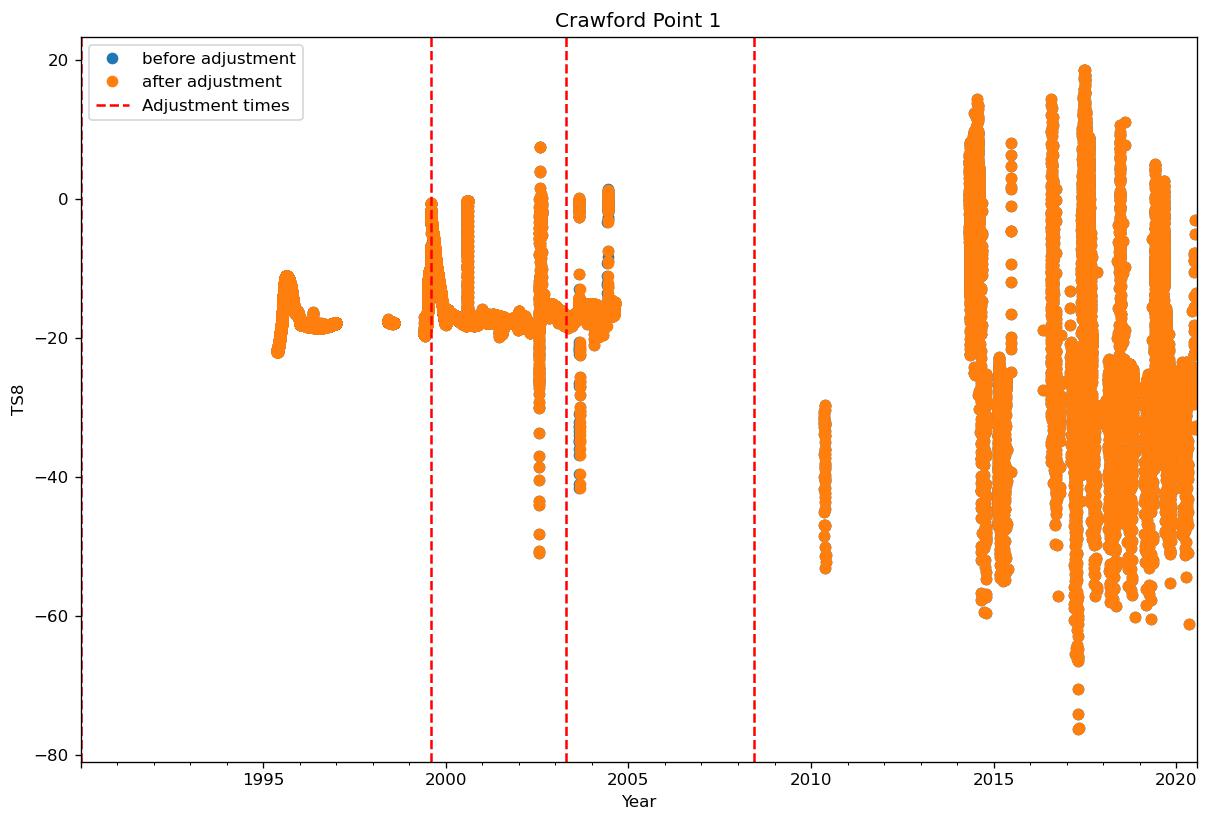 Crawford Point 1
before adjustment
after adjustment
Adjustment times
20
0
−20
−40
−60
−80
TS8
1995
2000
2005
2010
2015
2020
Year